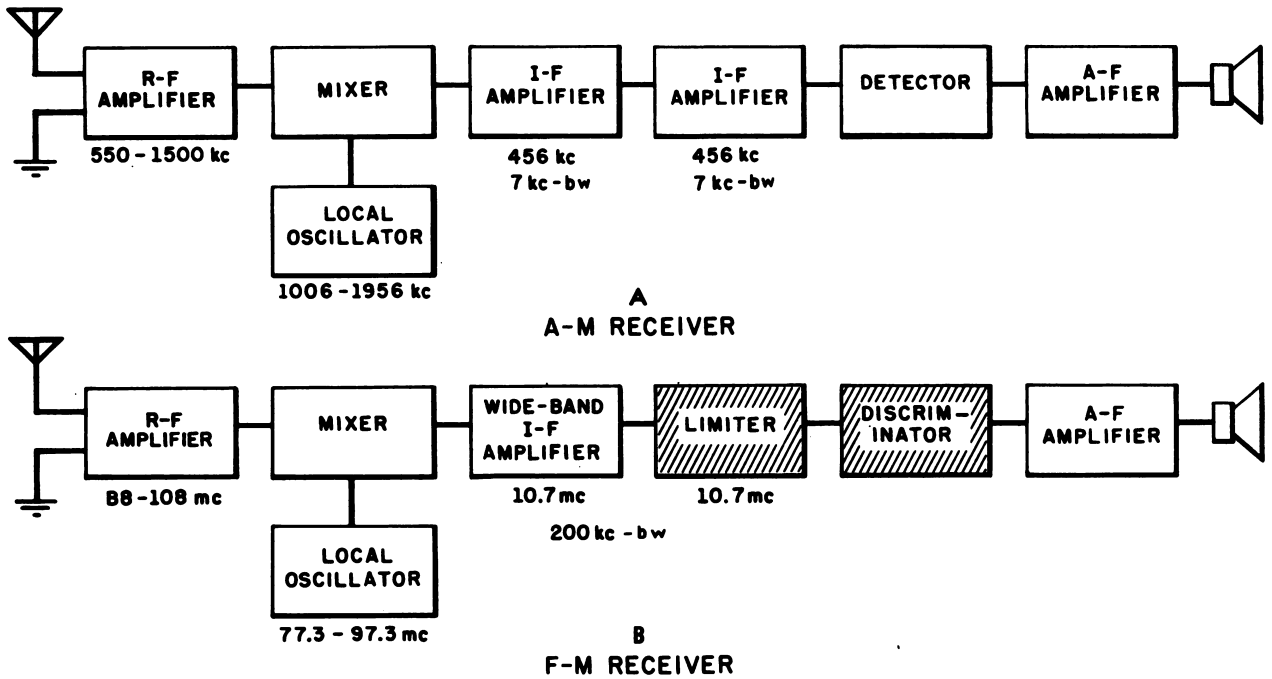 R-F
AMPLIFIER
550-1500 kc
MIXER
LOCAL
OSCILLATOR
1006-1956 kc
I-F
AMPLIFIER
456 kc
7 kc-bw
I-F
AMPLIFIER
456 kc
7 kc-bw
DETECTOR
A-F
AMPLIFIER
A
A-M RECEIVER
R-F
AMPLIFIER
B8-108 mc
MIXER
LOCAL
OSCILLATOR
77.3-97.3 mc
WIDE-BAND
I-F
AMPLIFIER
10.7 mc
LIMITER
10.7 mc
200 kc-bw
DISCRIM-
INATOR
A-F
AMPLIFIER
B
F-M RECEIVER